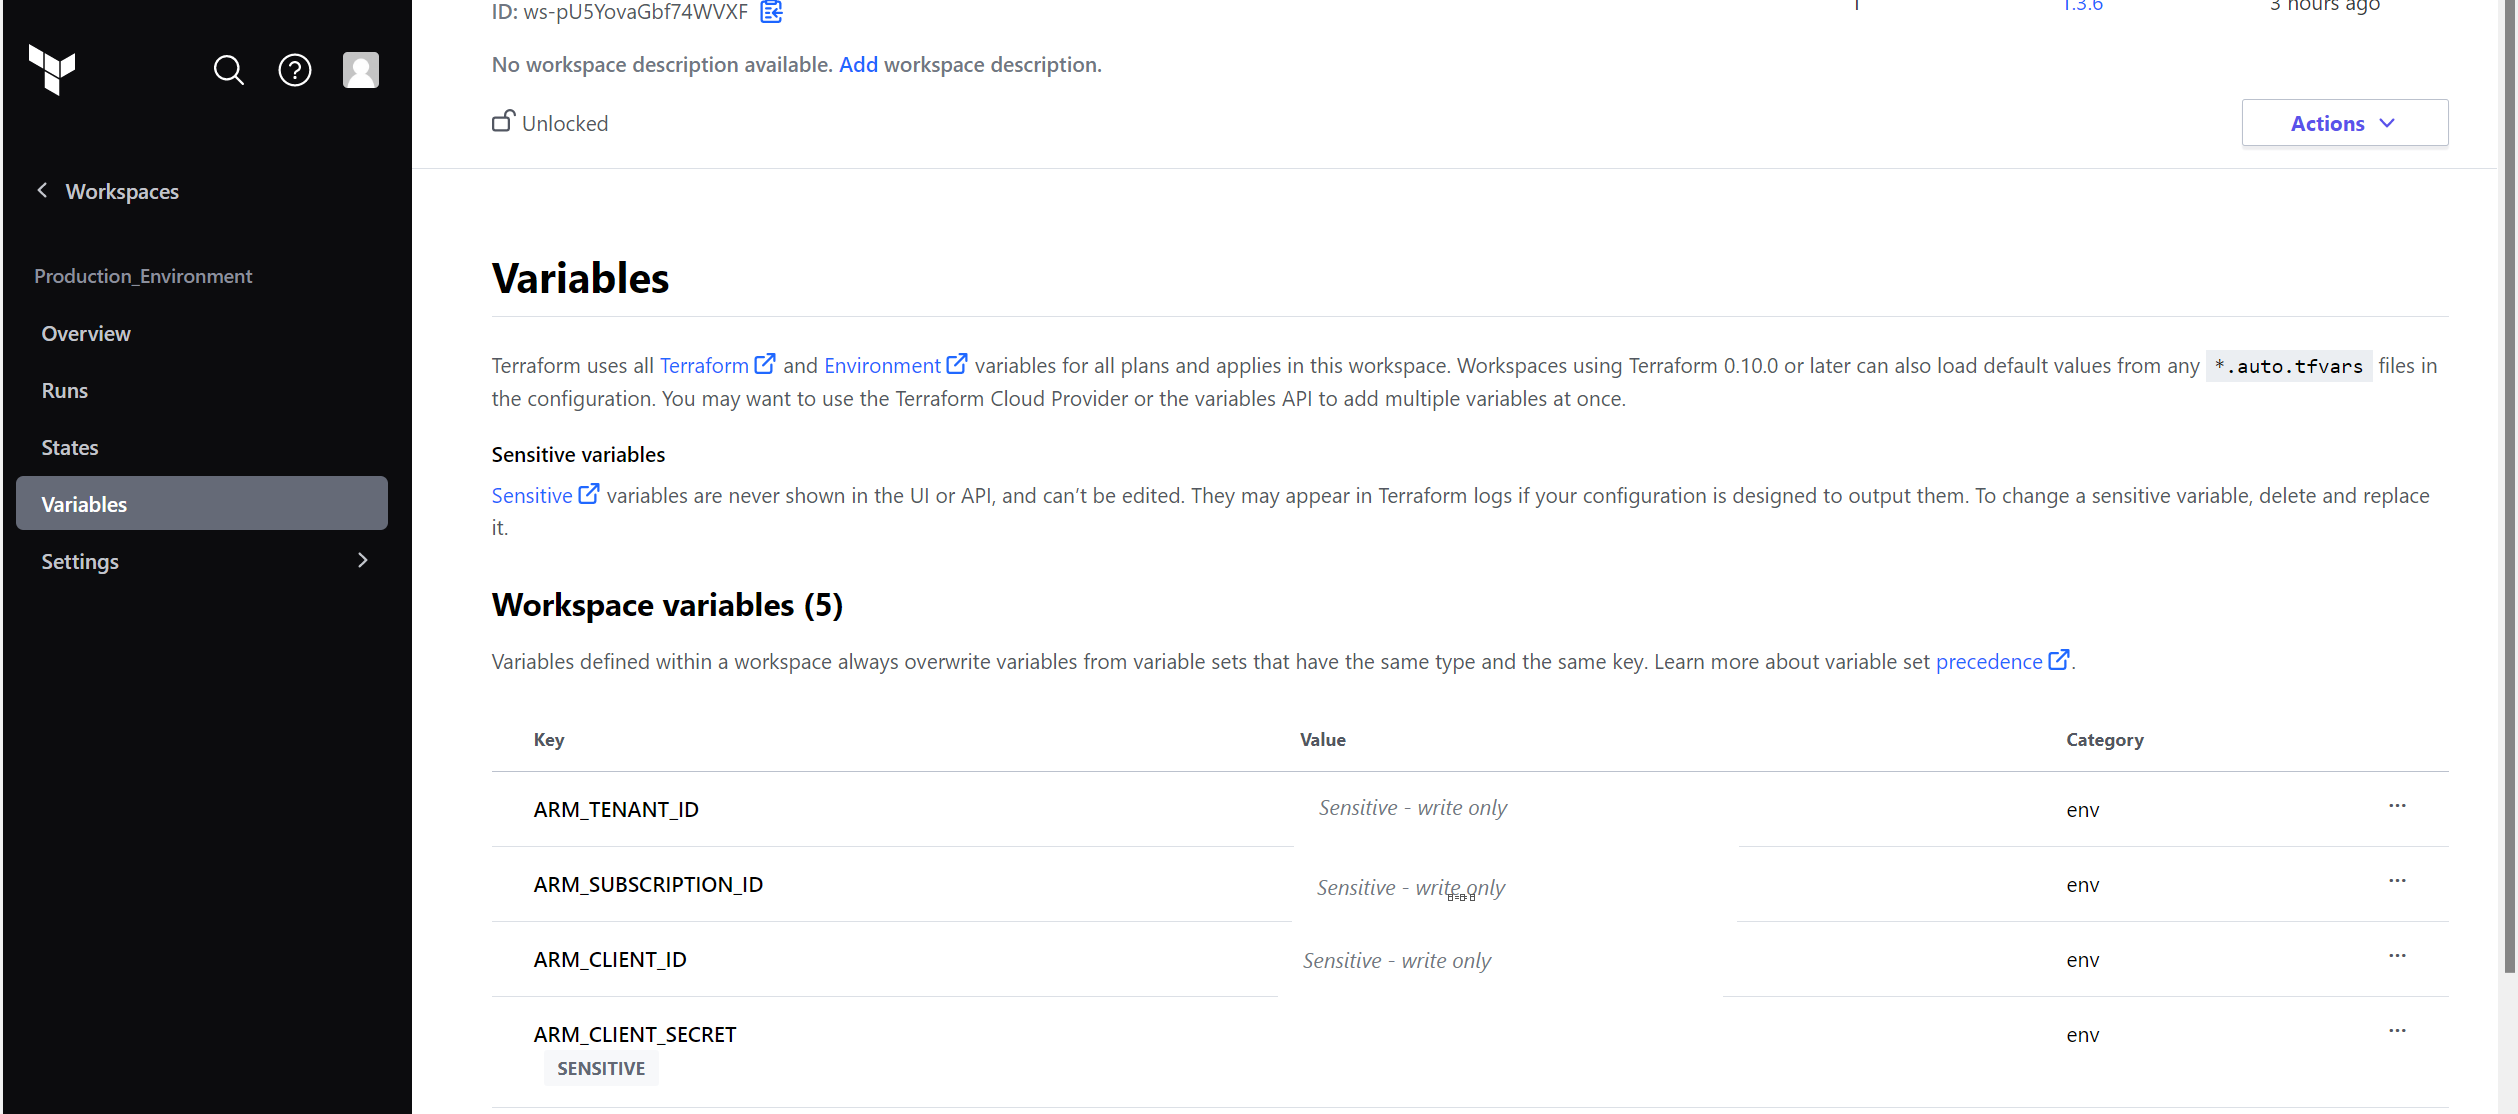 ID: ws-pU5YovaGbf74WVXF
1.3.6
3 hours ago
No workspace description available. Add workspace description.
Unlocked
Actions
Workspaces
Production_Environment
Overview
Runs
States
Variables
Settings
Variables
Terraform uses all Terraform and Environment variables for all plans and applies in this workspace. Workspaces using Terraform 0.10.0 or later can also load default values from any *.auto.tfvars files in
the configuration. You may want to use the Terraform Cloud Provider or the variables API to add multiple variables at once.
Sensitive variables
Sensitive variables are never shown in the UI or API, and can’t be edited. They may appear in Terraform logs if your configuration is designed to output them. To change a sensitive variable, delete and replace
it.
Workspace variables (5)
Variables defined within a workspace always overwrite variables from variable sets that have the same type and the same key. Learn more about variable set precedence.
Key Value Category
ARM_TENANT_ID Sensitive - write only env ...
ARM_SUBSCRIPTION_ID Sensitive - write only env ...
ARM_CLIENT_ID Sensitive - write only env ...
ARM_CLIENT_SECRET env ...
SENSITIVE